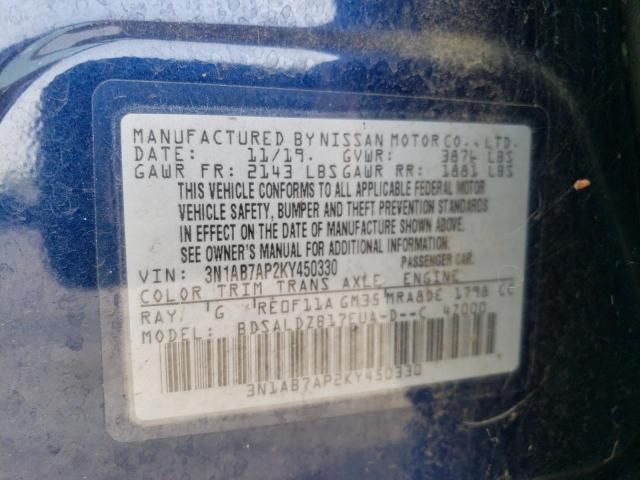 MANUFACTURED BY NISSAN MOTOR CO., LTD.
DATE: 11/19. GVWR: 3876 LBS
GAWR FR: 2143 LBS GAWR RR: 1881 LBS
THIS VEHICLE CONFORMS TO ALL APPLICABLE FEDERAL MOTOR
VEHICLE SAFETY, BUMPER AND THEFT PREVENTION STANDARDS
IN EFFECT ON THE DATE OF MANUFACTURE SHOWN ABOVE.
SEE OWNER'S MANUAL FOR ADDITIONAL INFORMATION.
VIN: 3N1AB7AP2KY450330 PASSENGER CAR
COLOR TRIM TRANS AXLE ENGINE
RAY/ G RE0F11A GM35 MRA8DE 1798 CC
MODEL: BDSALDZB17EUA-D--C 47000
3N1AB7AP2KY450330